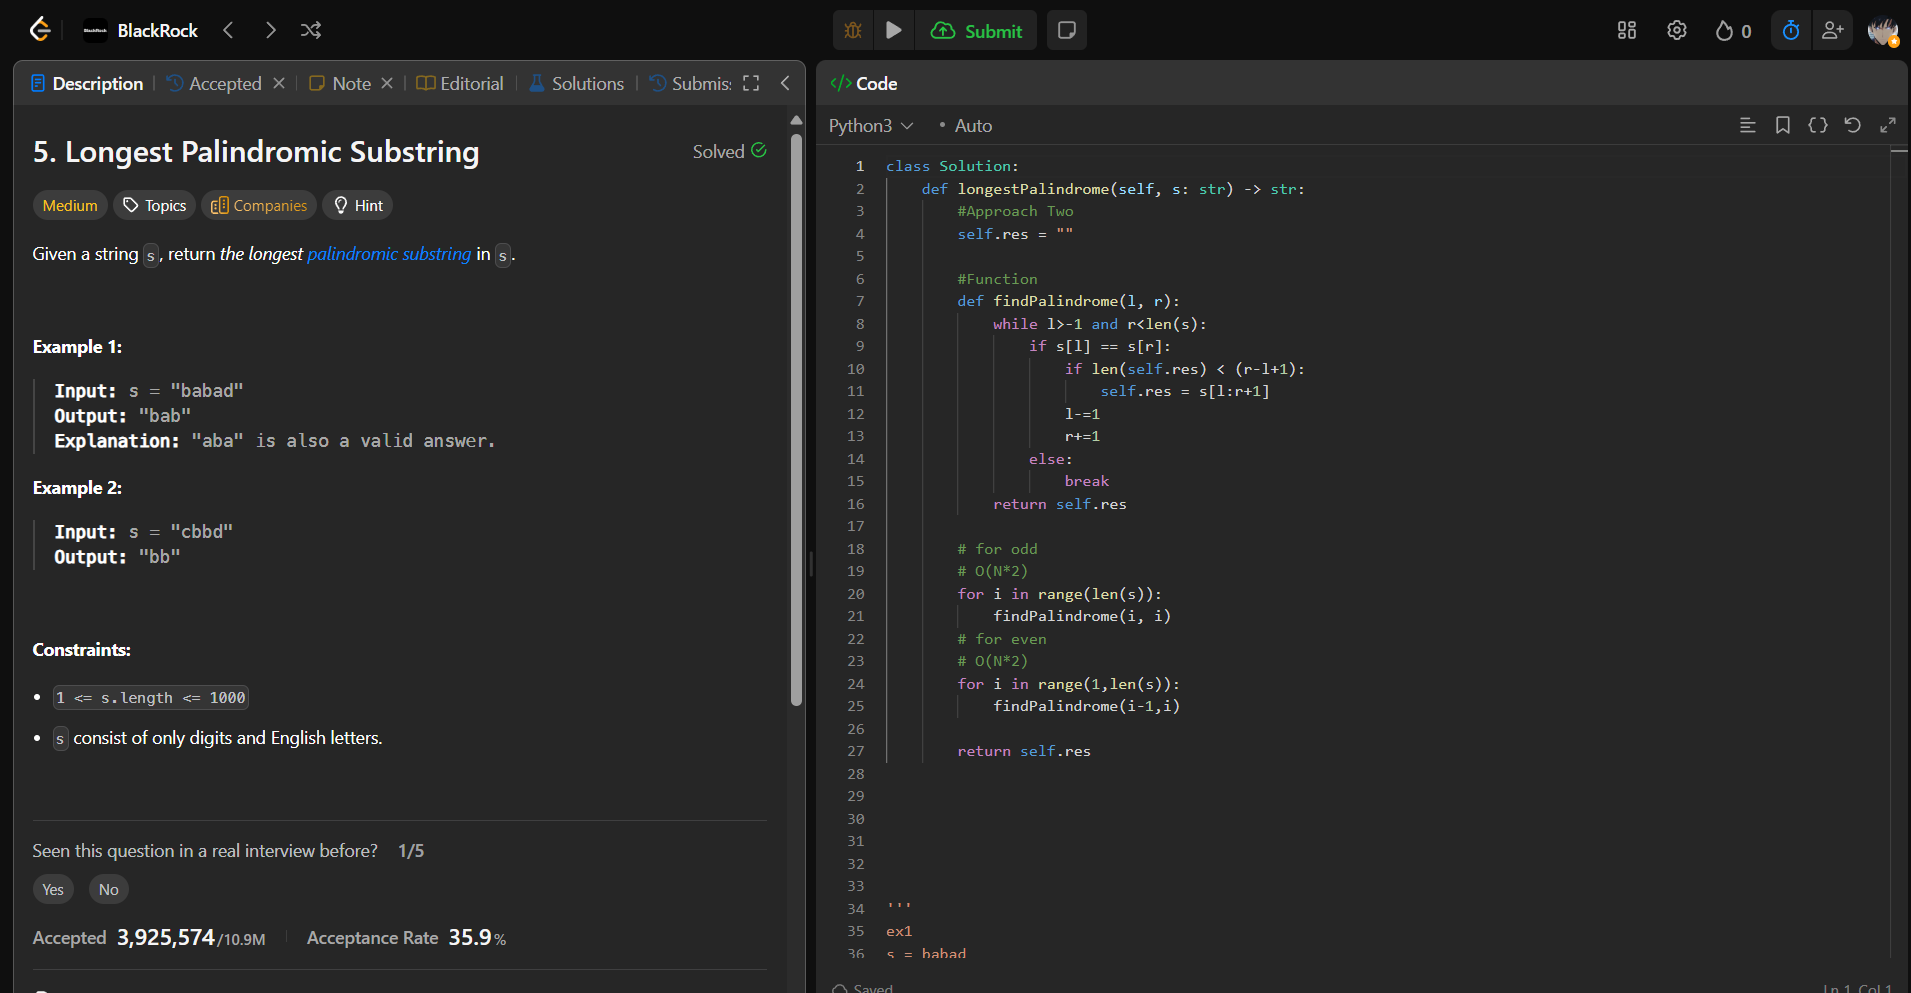 BlackRock
Submit
0
Description
Accepted
Note
Editorial
Solutions
Submis
5. Longest Palindromic Substring
Solved
Medium
Topics
Companies
Hint
Given a string s, return the longest palindromic substring in s.
Example 1:
Input: s = "babad"
Output: "bab"
Explanation: "aba" is also a valid answer.
Example 2:
Input: s = "cbbd"
Output: "bb"
Constraints:
• 1 <= s.length <= 1000
• s consist of only digits and English letters.
Seen this question in a real interview before? 1/5
Yes
No
Accepted 3,925,574/10.9M
Acceptance Rate 35.9%
</> Code
Python3
• Auto
1 class Solution:
2     def longestPalindrome(self, s: str) -> str:
3         #Approach Two
4         self.res = ""
5
6         #Function
7         def findPalindrome(l, r):
8             while l>-1 and r<len(s):
9                 if s[l] == s[r]:
10                     if len(self.res) < (r-l+1):
11                         self.res = s[l:r+1]
12                     l-=1
13                     r+=1
14                 else:
15                     break
16             return self.res
17
18         # for odd
19         # O(N*2)
20         for i in range(len(s)):
21             findPalindrome(i, i)
22         # for even
23         # O(N*2)
24         for i in range(1,len(s)):
25             findPalindrome(i-1,i)
26
27         return self.res
28
29
30
31
32
33
34 '''
35 ex1
36 s = babad
Saved
Ln 1, Col 1